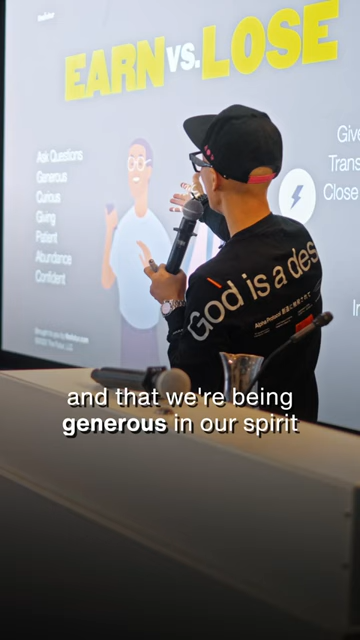 EARN vs. LOSE
Ask Questions
Generous
Curious
Giving
Patient
Abundance
Confident
Give
Trans
Close
God is a des
and that we're being
generous in our spirit